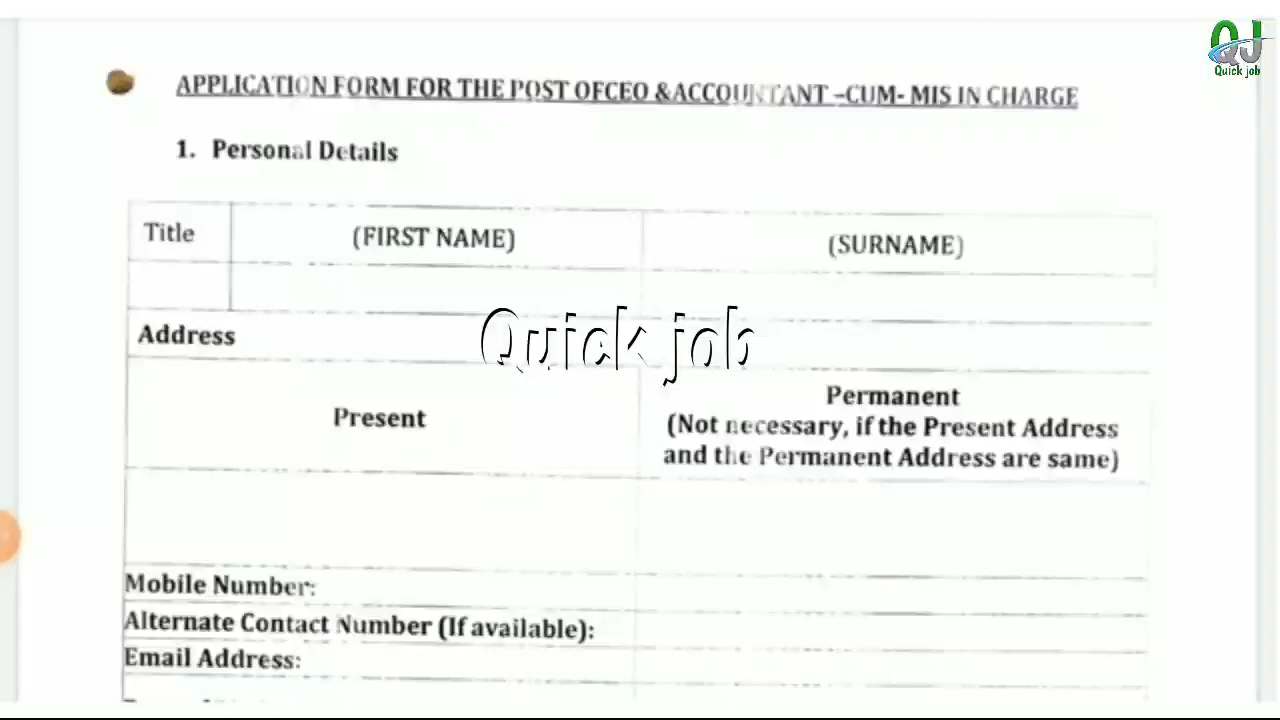 QJ
Quick job
APPLICATION FORM FOR THE POST OFCEO &ACCOUNTANT –CUM- MIS IN CHARGE
1. Personal Details
Title
(FIRST NAME)
(SURNAME)
Address
Quick job
Present
Permanent
(Not necessary, if the Present Address
and the Permanent Address are same)
Mobile Number:
Alternate Contact Number (If available):
Email Address: